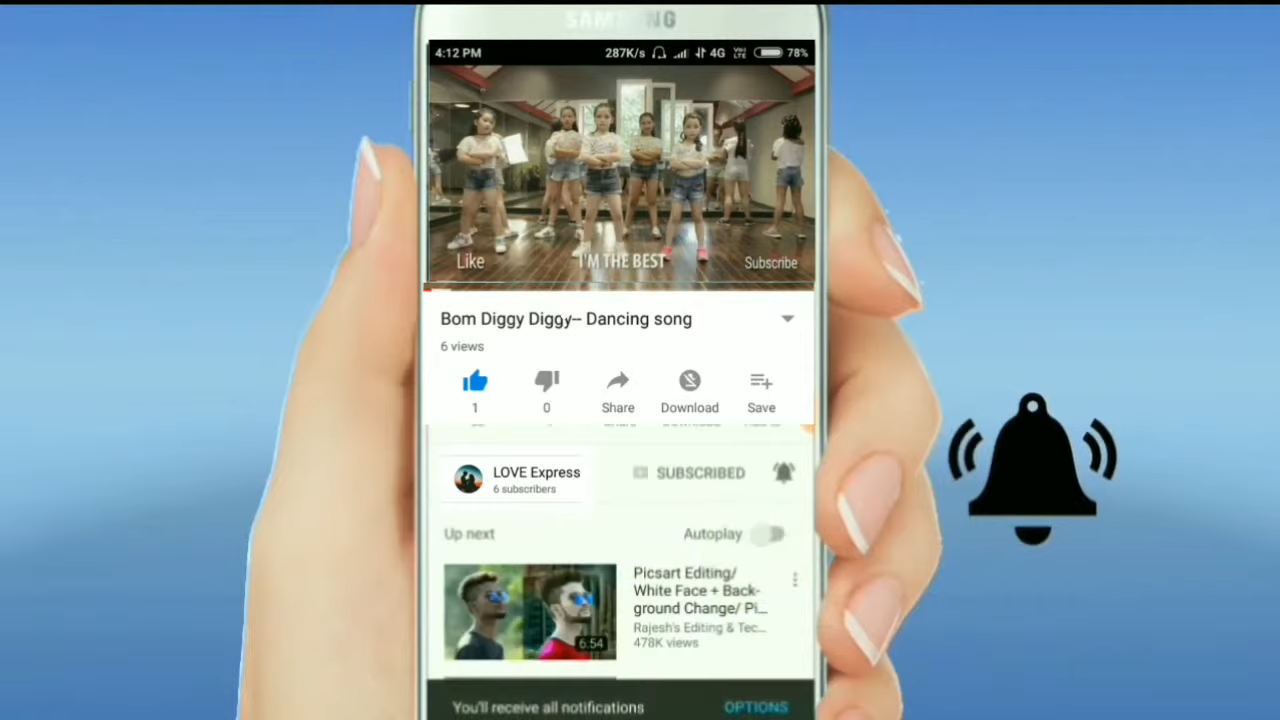 SAMSUNG
4:12 PM 287K/s 4G VoLTE 78%
Like I'M THE BEST Subscribe
Bom Diggy Diggy-- Dancing song
6 views
1 0 Share Download Save
LOVE Express SUBSCRIBED
6 subscribers
Up next Autoplay
Picsart Editing/
White Face + Back-
ground Change/ Pi...
Rajesh's Editing & Tec...
478K views
6:54
You'll receive all notifications OPTIONS